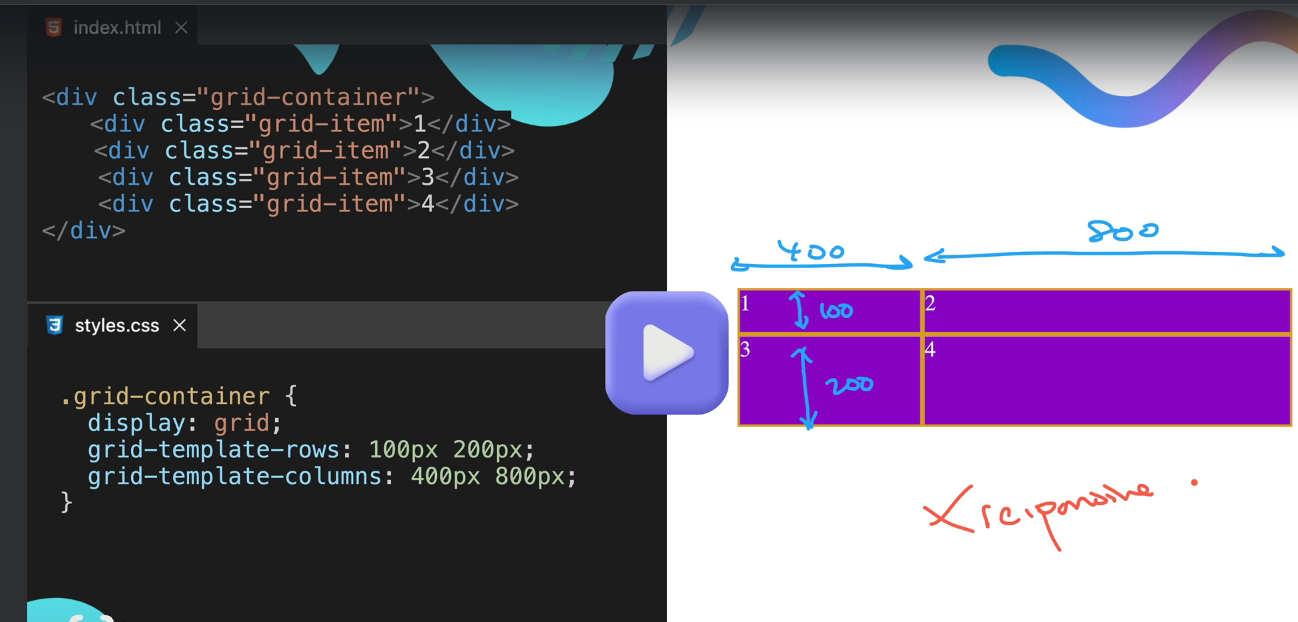 index.html
<div class="grid-container">
<div class="grid-item">1</div>
<div class="grid-item">2</div>
<div class="grid-item">3</div>
<div class="grid-item">4</div>
</div>
styles.css
.grid-container {
display: grid;
grid-template-rows: 100px 200px;
grid-template-columns: 400px 800px;
}
400
800
1
100
2
3
200
4
X responsive